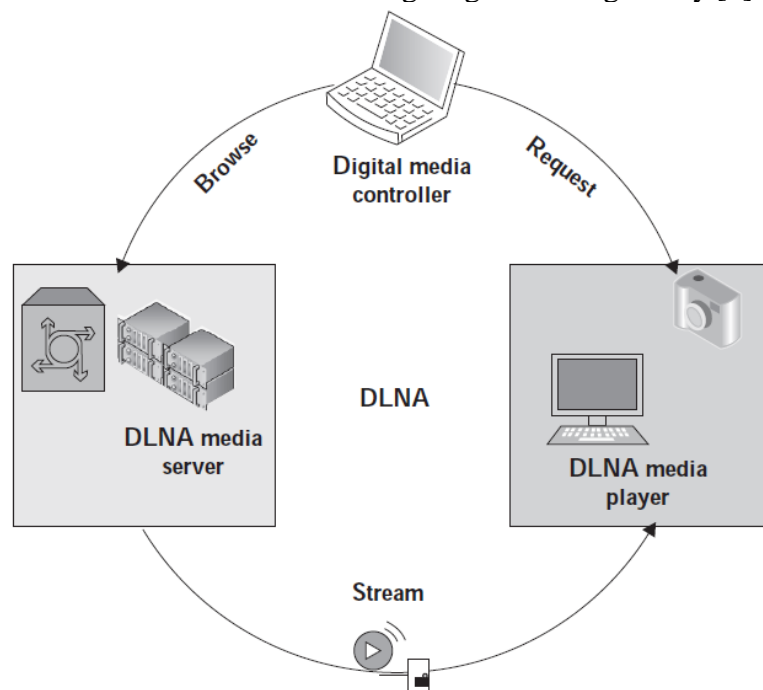 Browse
Request
Digital media
controller
DLNA media
server
DLNA
DLNA media
player
Stream